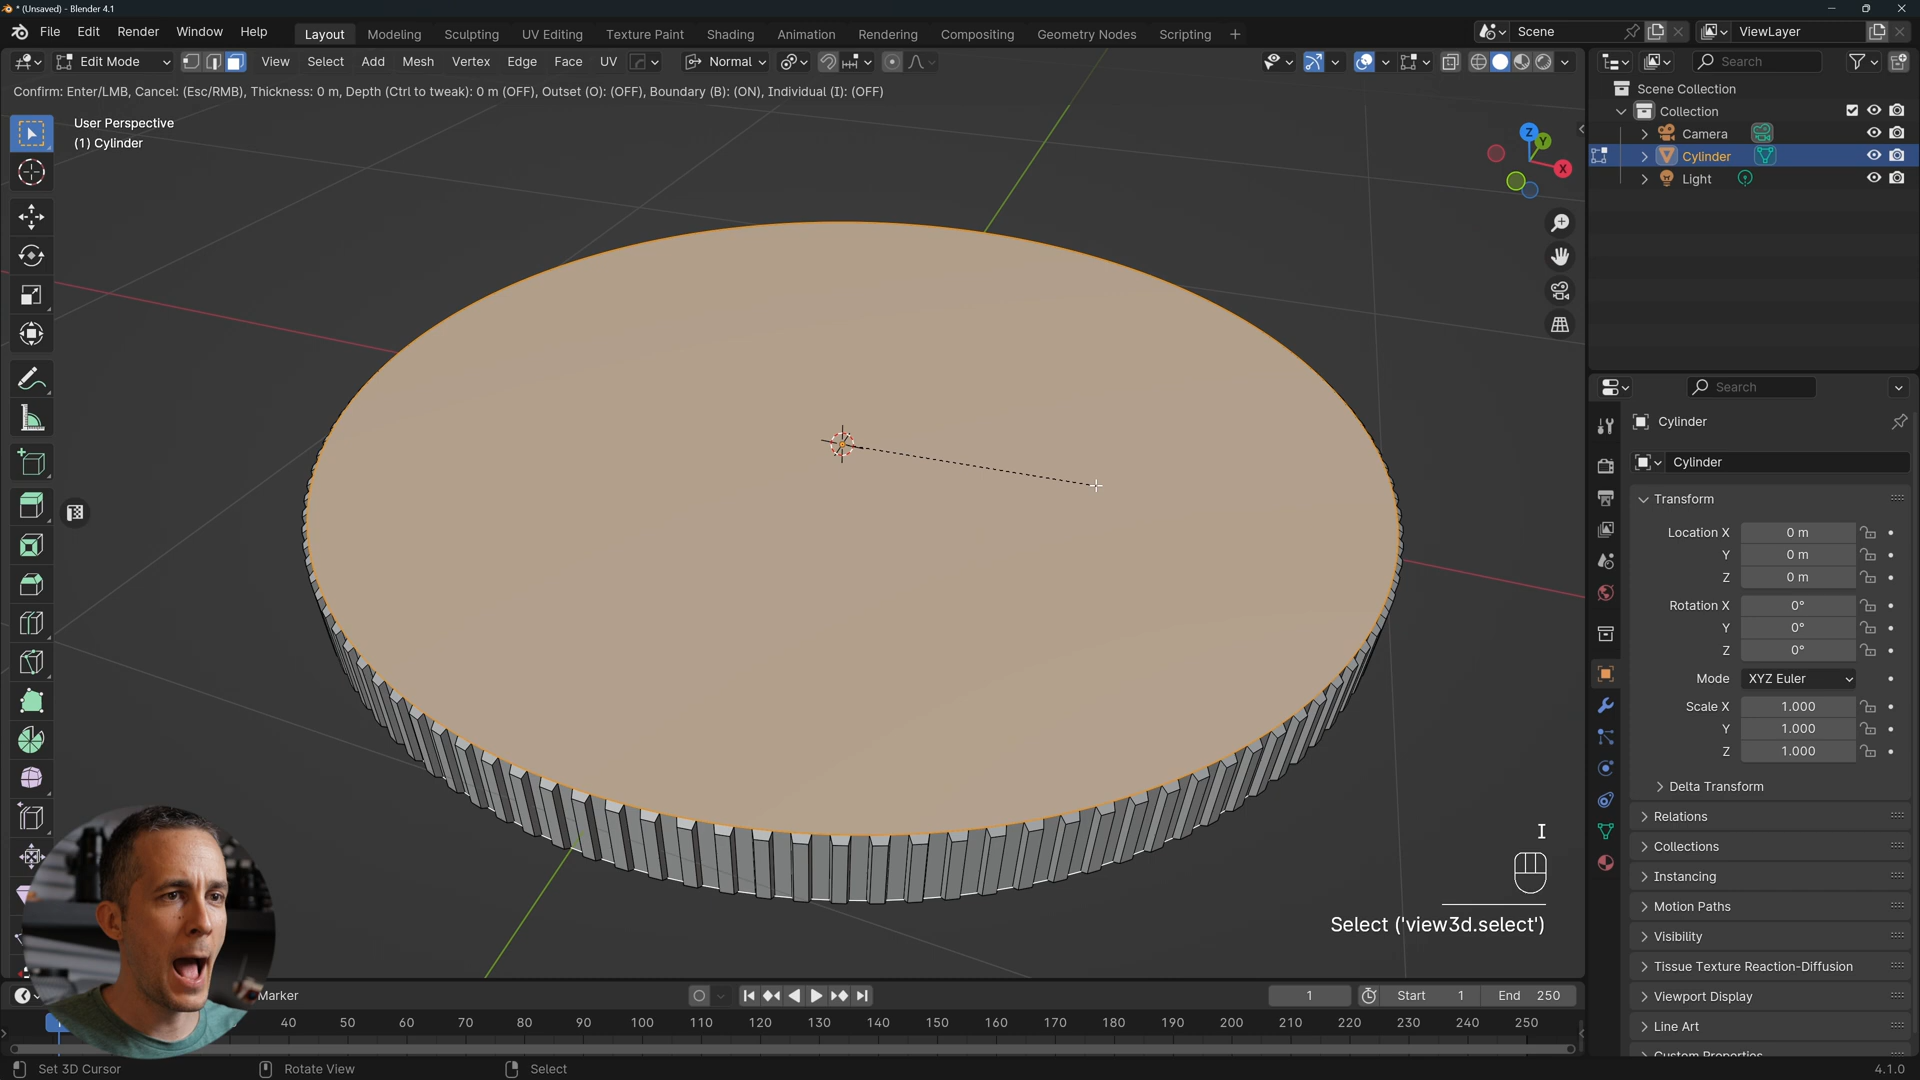 * (Unsaved) - Blender 4.1
File Edit Render Window Help Layout Modeling Sculpting UV Editing Texture Paint Shading Animation Rendering Compositing Geometry Nodes Scripting + Scene ViewLayer
Edit Mode View Select Add Mesh Vertex Edge Face UV Normal Search
Confirm: Enter/LMB, Cancel: (Esc/RMB), Thickness: 0 m, Depth (Ctrl to tweak): 0 m (OFF), Outset (O): (OFF), Boundary (B): (ON), Individual (I): (OFF)
User Perspective
(1) Cylinder
Z
Y
X
Scene Collection
Collection
Camera
Cylinder
Light
Search
Cylinder
Cylinder
Transform
Location X 0 m
Y 0 m
Z 0 m
Rotation X 0°
Y 0°
Z 0°
Mode XYZ Euler
Scale X 1.000
Y 1.000
Z 1.000
Delta Transform
Relations
Collections
Instancing
Motion Paths
Visibility
Tissue Texture Reaction-Diffusion
Viewport Display
Line Art
Custom Properties
I
Select ('view3d.select')
Marker 1 Start 1 End 250
40 50 60 70 80 90 100 110 120 130 140 150 160 170 180 190 200 210 220 230 240 250
Set 3D Cursor Rotate View Select 4.1.0